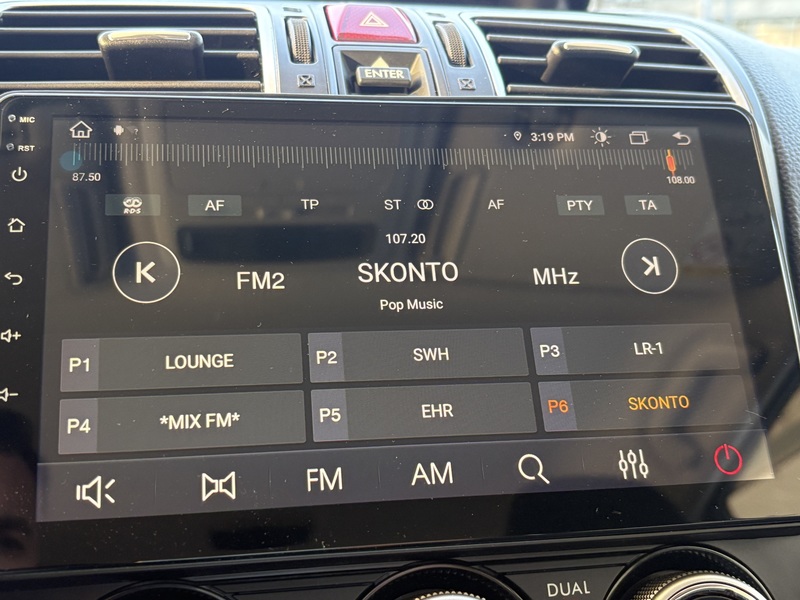 ENTER
MIC
3:19 PM
RST
87.50
108.00
RDS
AF
TP
ST
AF
PTY
TA
107.20
FM2
SKONTO
MHz
Pop Music
P1 LOUNGE
P2 SWH
P3 LR-1
P4 *MIX FM*
P5 EHR
P6 SKONTO
FM
AM
DUAL